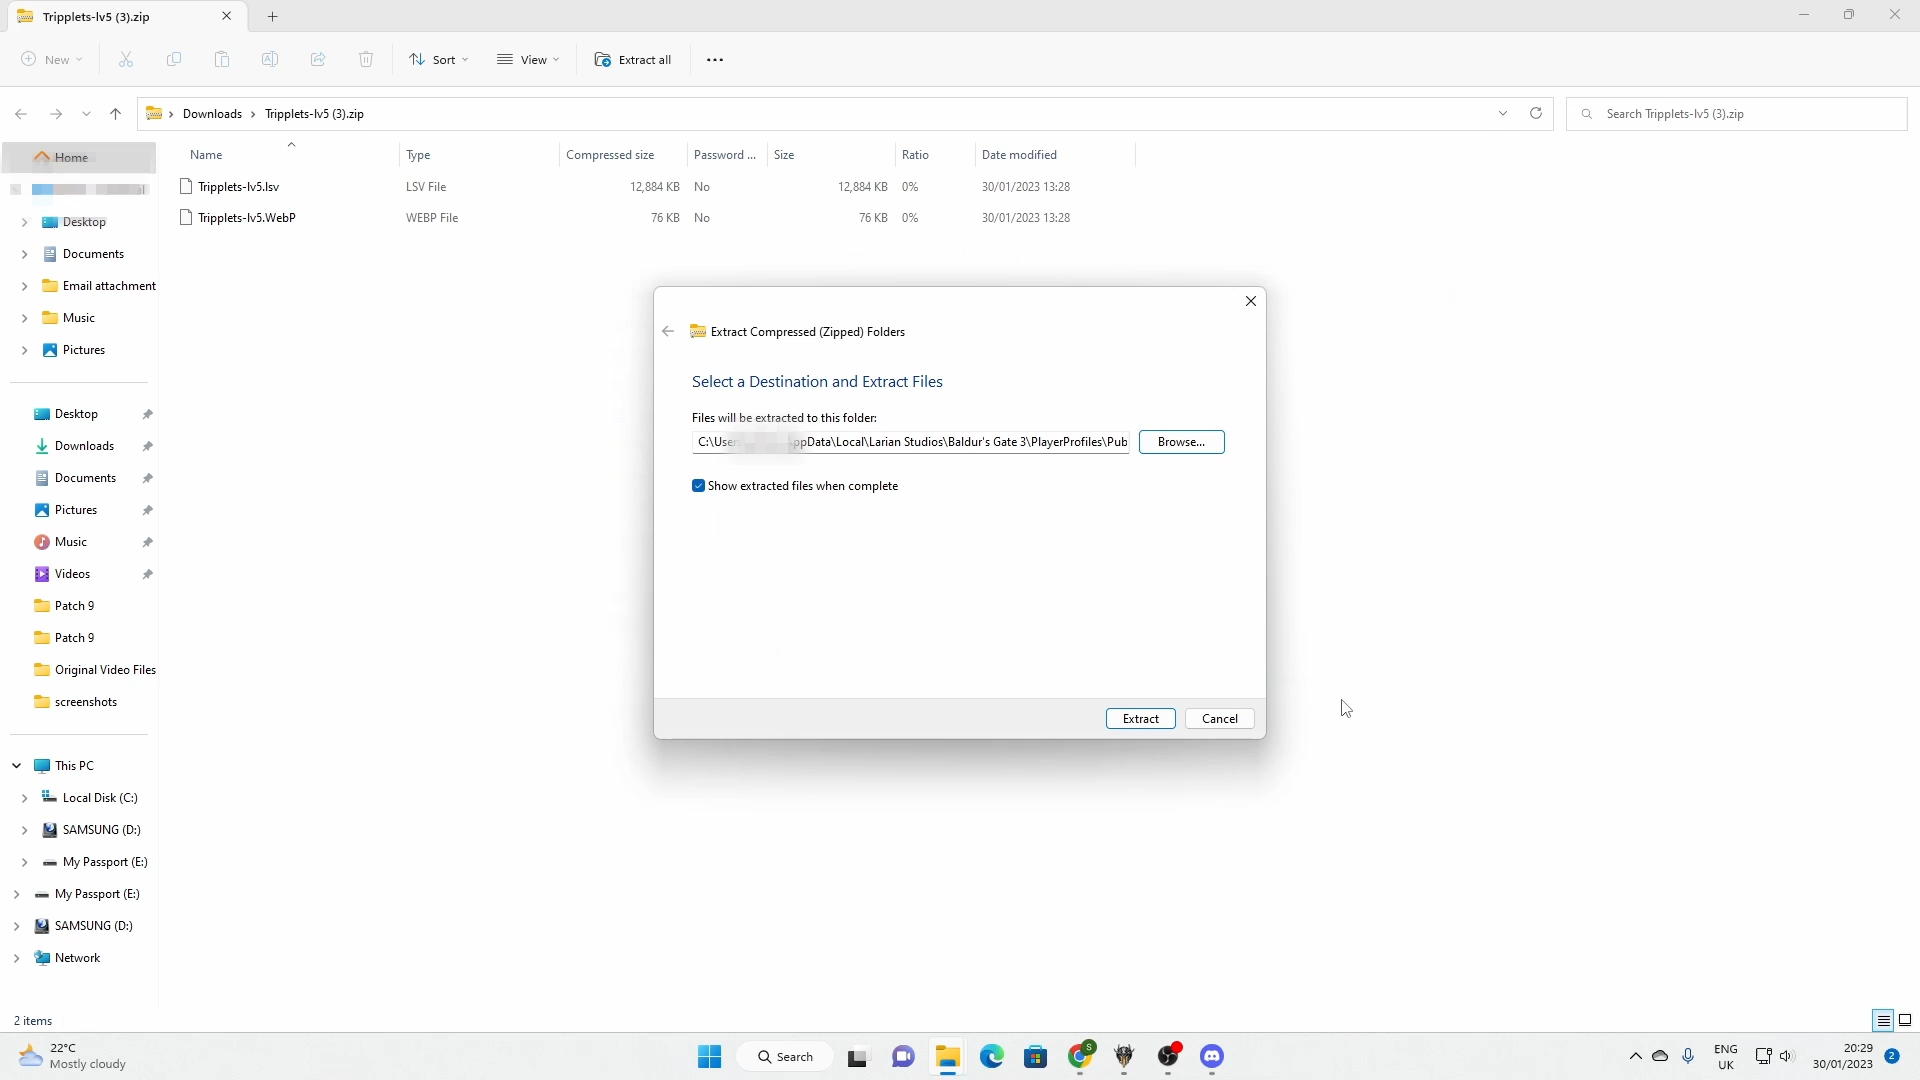 Tripplets-lv5 (3).zip
New
Sort
View
Extract all
Downloads
Tripplets-lv5 (3).zip
Search Tripplets-lv5 (3).zip
Home
Name
Type
Compressed size
Password ...
Size
Ratio
Date modified
Tripplets-lv5.lsv
LSV File
12,884 KB
No
12,884 KB
0%
30/01/2023 13:28
Tripplets-lv5.WebP
WEBP File
76 KB
No
76 KB
0%
30/01/2023 13:28
Desktop
Documents
Email attachment
Music
Pictures
Desktop
Downloads
Documents
Pictures
Music
Videos
Patch 9
Patch 9
Original Video Files
screenshots
This PC
Local Disk (C:)
SAMSUNG (D:)
My Passport (E:)
My Passport (E:)
SAMSUNG (D:)
Network
Extract Compressed (Zipped) Folders
Select a Destination and Extract Files
Files will be extracted to this folder:
C:\User ppData\Local\Larian Studios\Baldur's Gate 3\PlayerProfiles\Pub
Browse...
Show extracted files when complete
Extract
Cancel
2 items
22°C
Mostly cloudy
Search
S
ENG
UK
20:29
30/01/2023
2